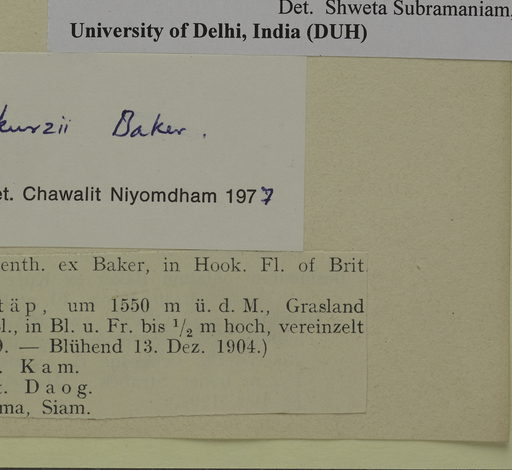 Det. Shweta Subramaniam,
University of Delhi, India (DUH)
kurzii Baker.
et. Chawalit Niyomdham 1977
enth. ex Baker, in Hook. Fl. of Brit.
täp, um 1550 m ü. d. M., Grasland
l., in Bl. u. Fr. bis ½ m hoch, vereinzelt
). — Blühend 13. Dez. 1904.)
. Kam.
t. Daog.
ma, Siam.